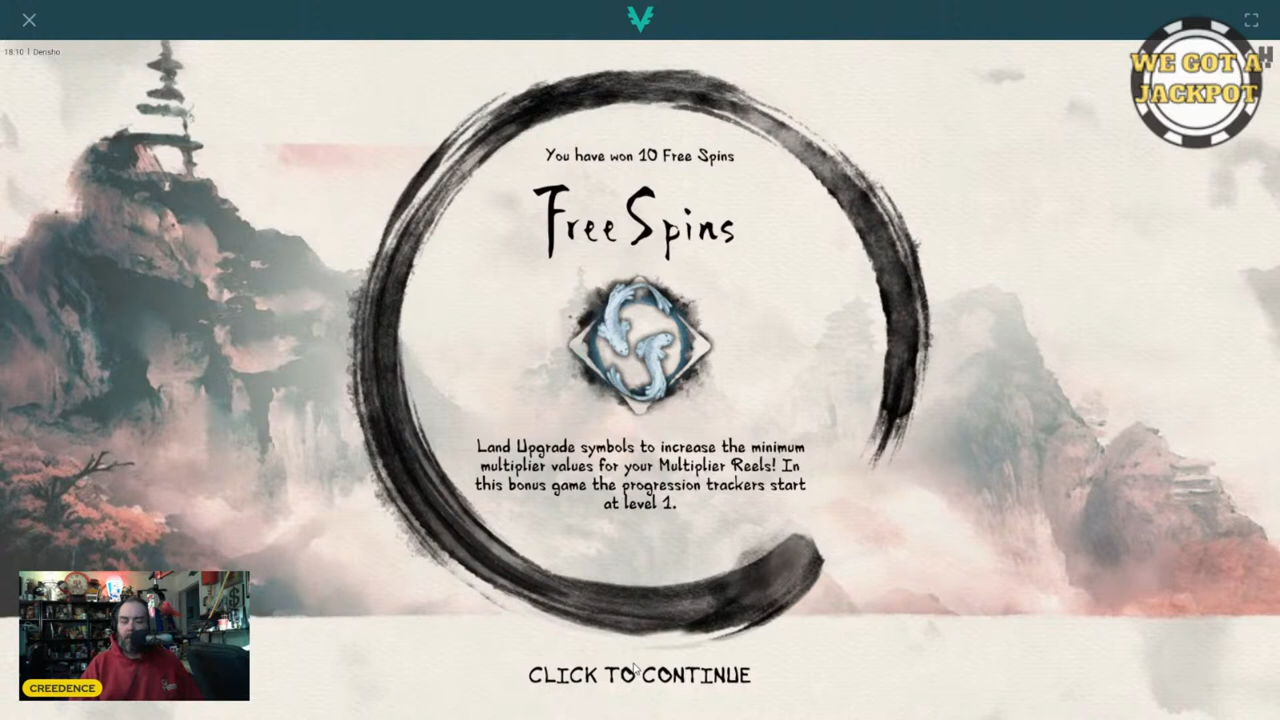 18:10 | Densho
WE GOT A
JACKPOT
You have won 10 Free Spins
Free Spins
Land Upgrade symbols to increase the minimum
multiplier values for your Multiplier Reels! In
this bonus game the progression trackers start
at level 1.
CLICK TO CONTINUE
CREEDENCE